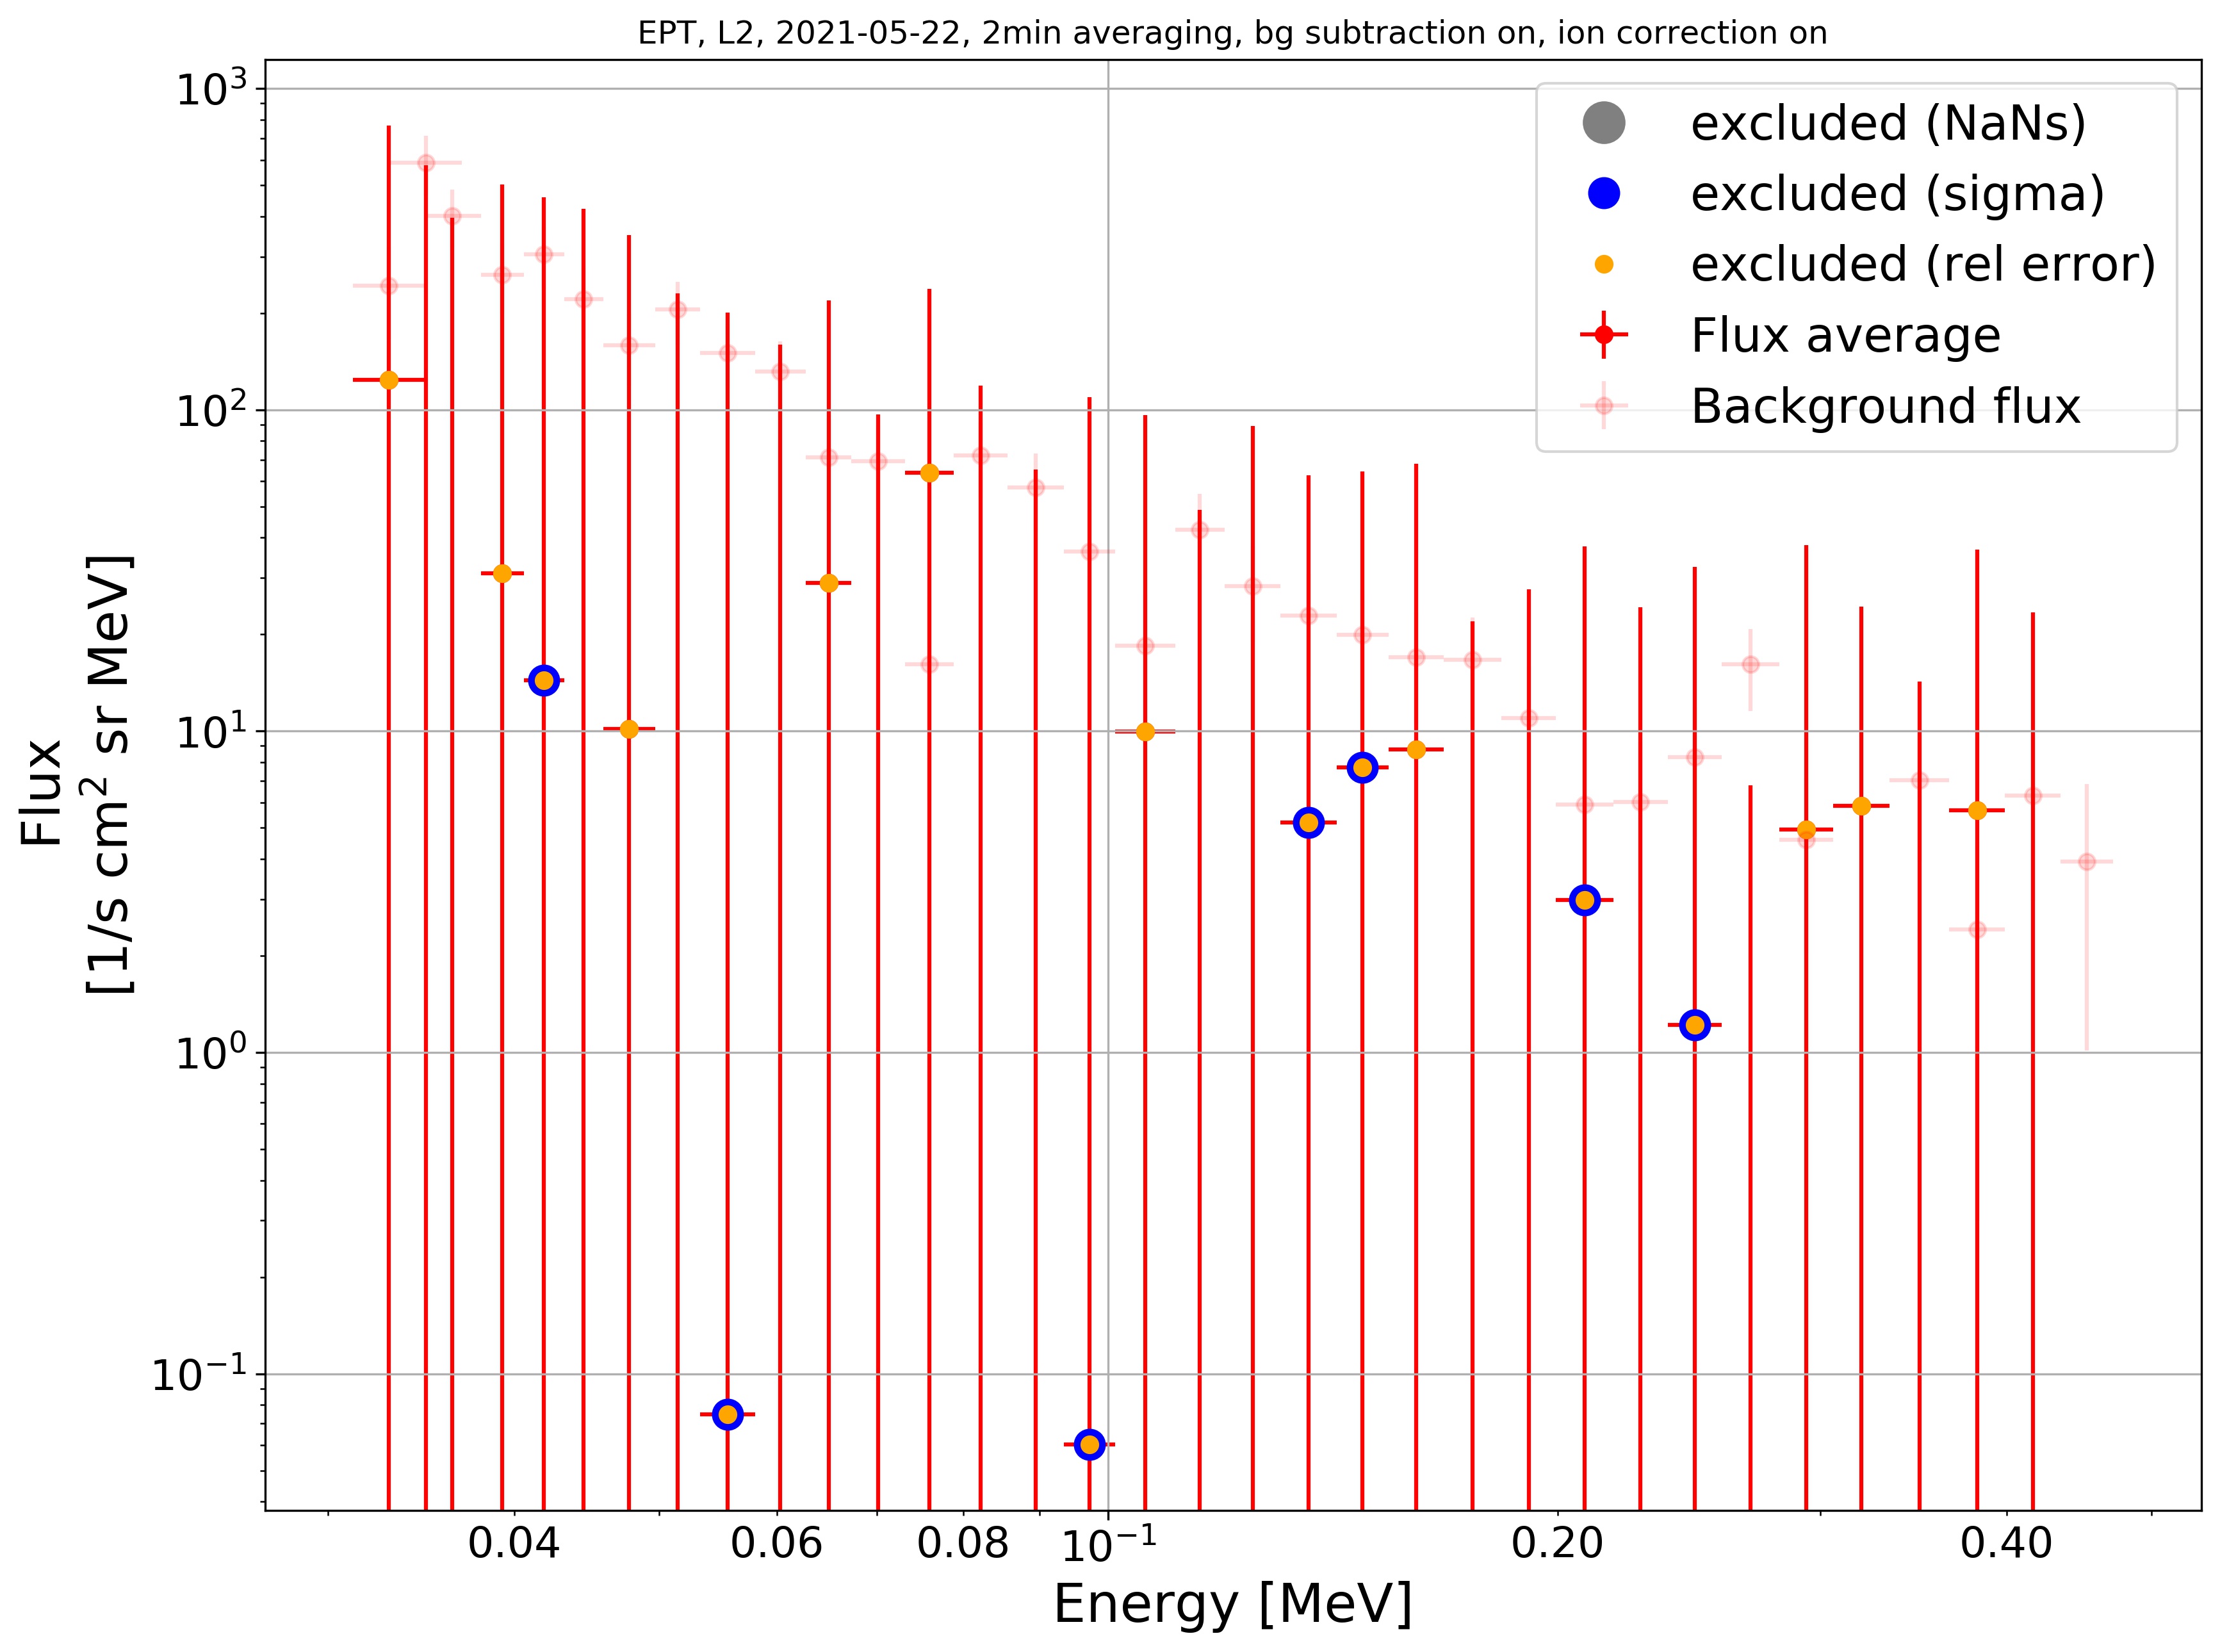 EPT, L2, 2021-05-22, 2min averaging, bg subtraction on, ion correction on
excluded (NaNs)
excluded (sigma)
excluded (rel error)
Flux average
Background flux
10³
10²
10¹
10⁰
10⁻¹
Flux
[1/s cm² sr MeV]
0.04 0.06 0.08 10⁻¹ 0.20 0.40
Energy [MeV]